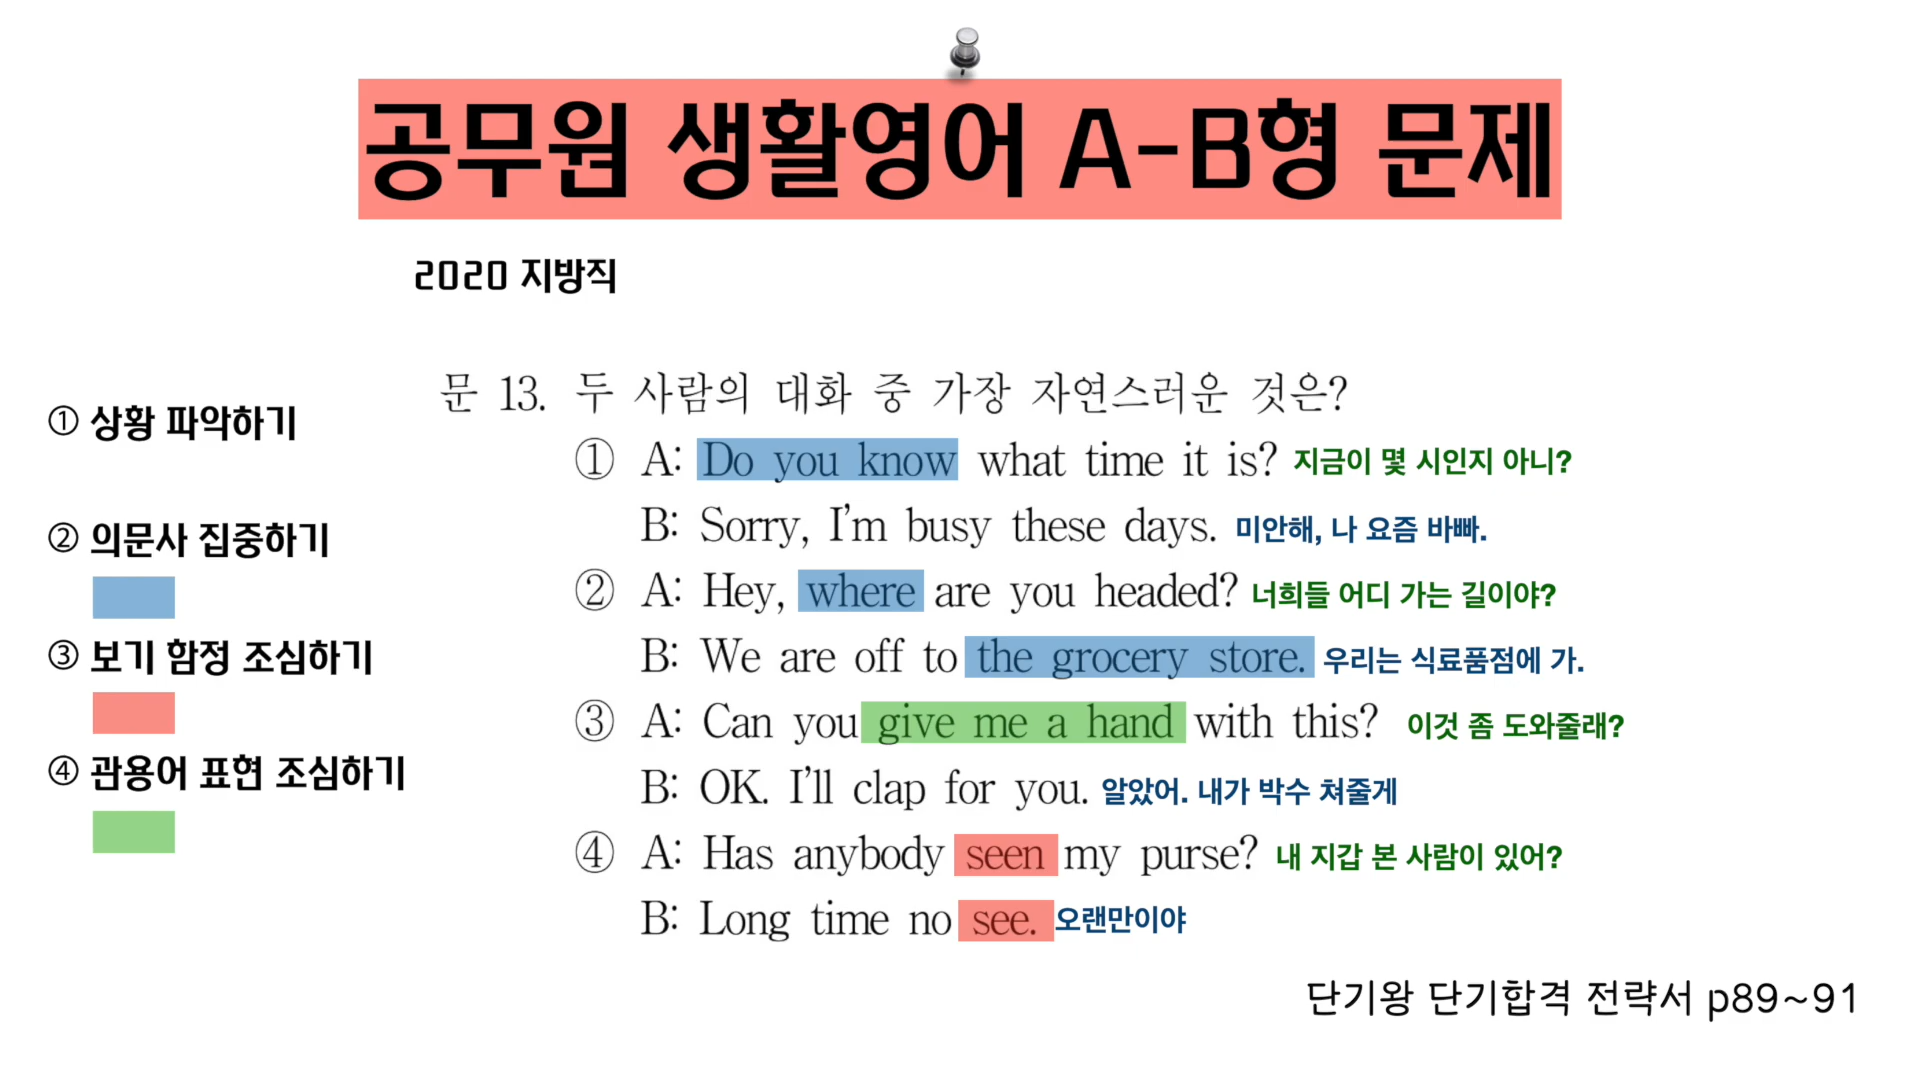 공무원 생활영어 A-B형 문제
2020 지방직
① 상황 파악하기
② 의문사 집중하기
③ 보기 함정 조심하기
④ 관용어 표현 조심하기
문 13. 두 사람의 대화 중 가장 자연스러운 것은?
① A: Do you know what time it is? 지금이 몇 시인지 아니?
B: Sorry, I'm busy these days. 미안해, 나 요즘 바빠.
② A: Hey, where are you headed? 너희들 어디 가는 길이야?
B: We are off to the grocery store. 우리는 식료품점에 가.
③ A: Can you give me a hand with this? 이것 좀 도와줄래?
B: OK. I'll clap for you. 알았어. 내가 박수 쳐줄게
④ A: Has anybody seen my purse? 내 지갑 본 사람이 있어?
B: Long time no see. 오랜만이야
단기왕 단기합격 전략서 p89~91